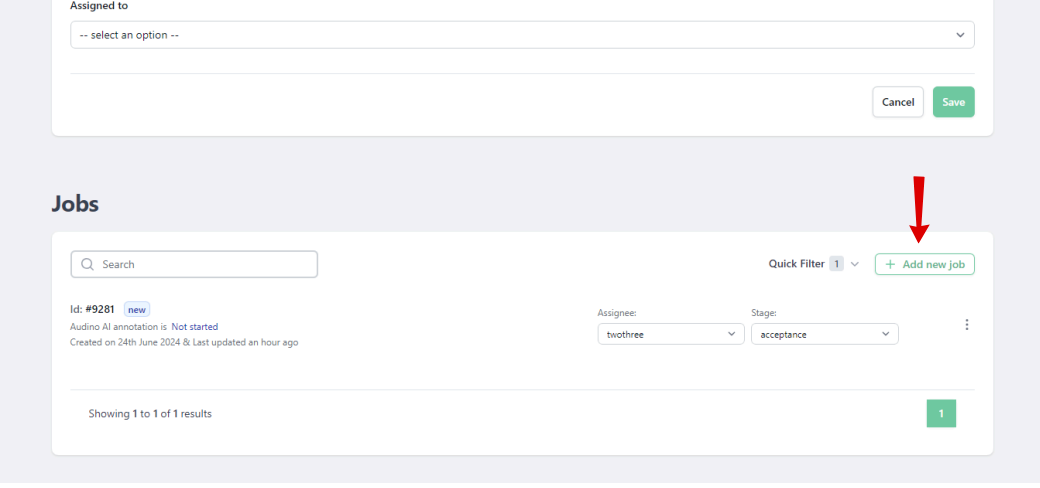 Assigned to
-- select an option --
Cancel
Save
Jobs
Search
Quick Filter 1
+ Add new job
Id: #9281 new
Audino AI annotation is Not started
Created on 24th June 2024 & Last updated an hour ago
Assignee:
twothree
Stage:
acceptance
Showing 1 to 1 of 1 results
1